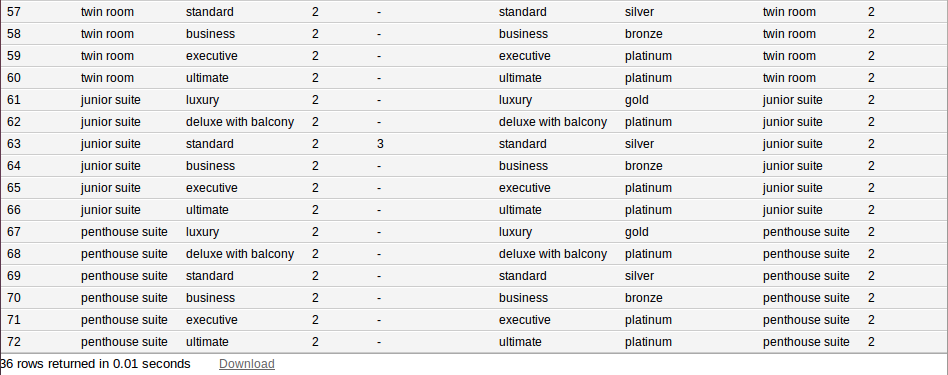 57 twin room standard 2 - standard silver twin room 2
58 twin room business 2 - business bronze twin room 2
59 twin room executive 2 - executive platinum twin room 2
60 twin room ultimate 2 - ultimate platinum twin room 2
61 junior suite luxury 2 - luxury gold junior suite 2
62 junior suite deluxe with balcony 2 - deluxe with balcony platinum junior suite 2
63 junior suite standard 2 3 standard silver junior suite 2
64 junior suite business 2 - business bronze junior suite 2
65 junior suite executive 2 - executive platinum junior suite 2
66 junior suite ultimate 2 - ultimate platinum junior suite 2
67 penthouse suite luxury 2 - luxury gold penthouse suite 2
68 penthouse suite deluxe with balcony 2 - deluxe with balcony platinum penthouse suite 2
69 penthouse suite standard 2 - standard silver penthouse suite 2
70 penthouse suite business 2 - business bronze penthouse suite 2
71 penthouse suite executive 2 - executive platinum penthouse suite 2
72 penthouse suite ultimate 2 - ultimate platinum penthouse suite 2
36 rows returned in 0.01 seconds Download